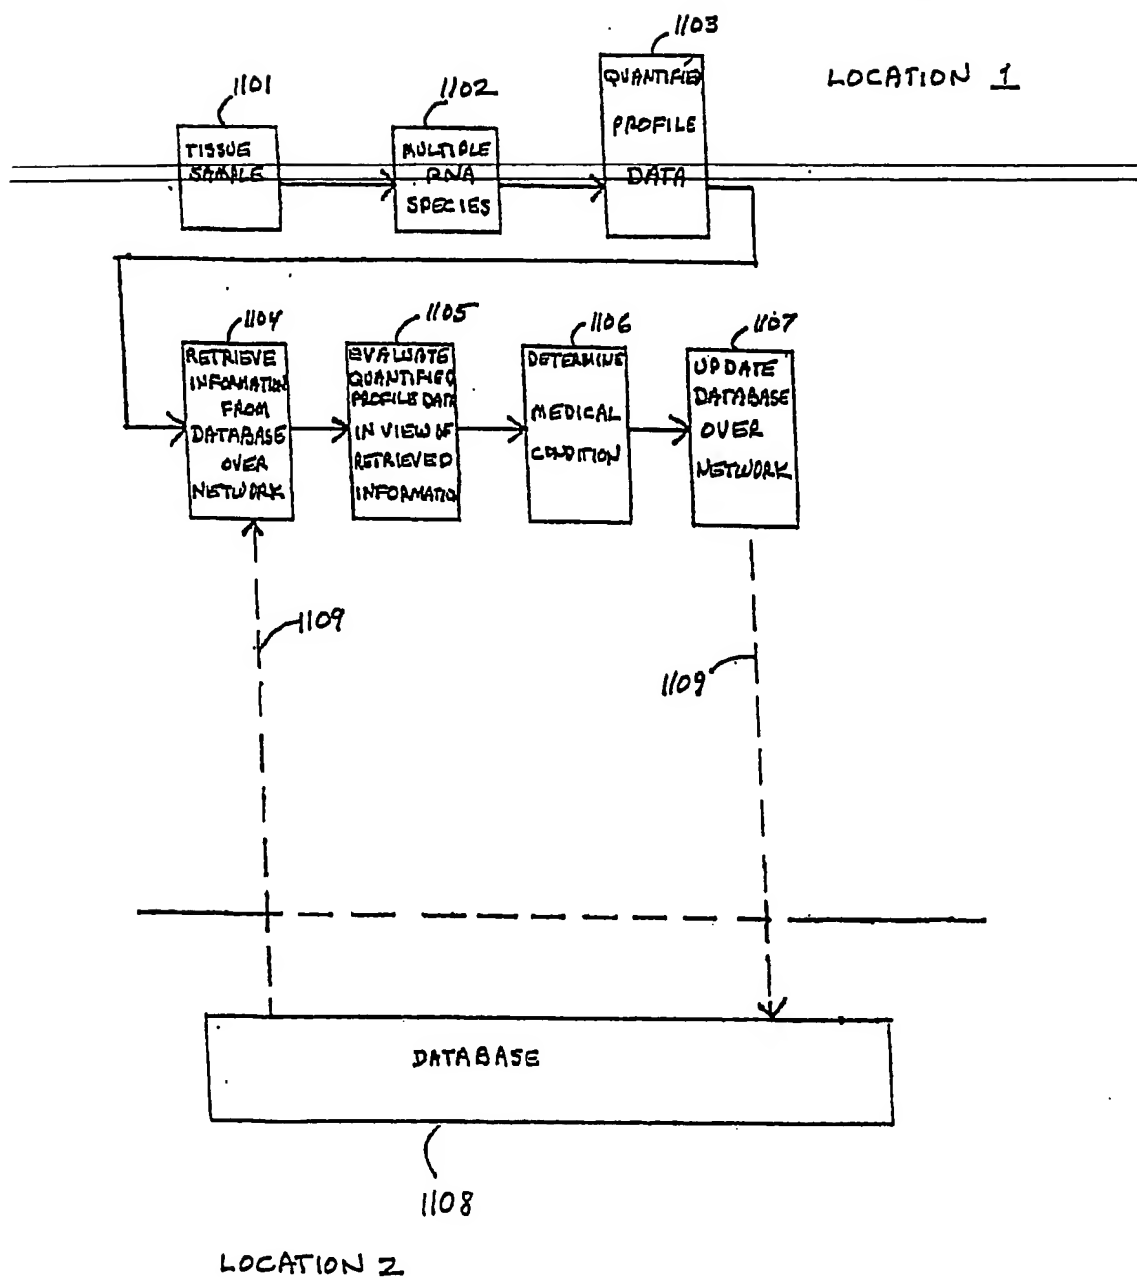 1103
LOCATION 1
1101
1102
QUANTIFIED
PROFILE
DATA
TISSUE
SAMPLE
MULTIPLE
RNA
SPECIES
1104
1105
1106
1107
RETRIEVE
INFORMATION
FROM
DATABASE
OVER
NETWORK
EVALUATE
QUANTIFIED
PROFILE DATA
IN VIEW OF
RETRIEVED
INFORMATION
DETERMINE
MEDICAL
CONDITION
UPDATE
DATABASE
OVER
NETWORK
1109
1109
DATABASE
1108
LOCATION 2